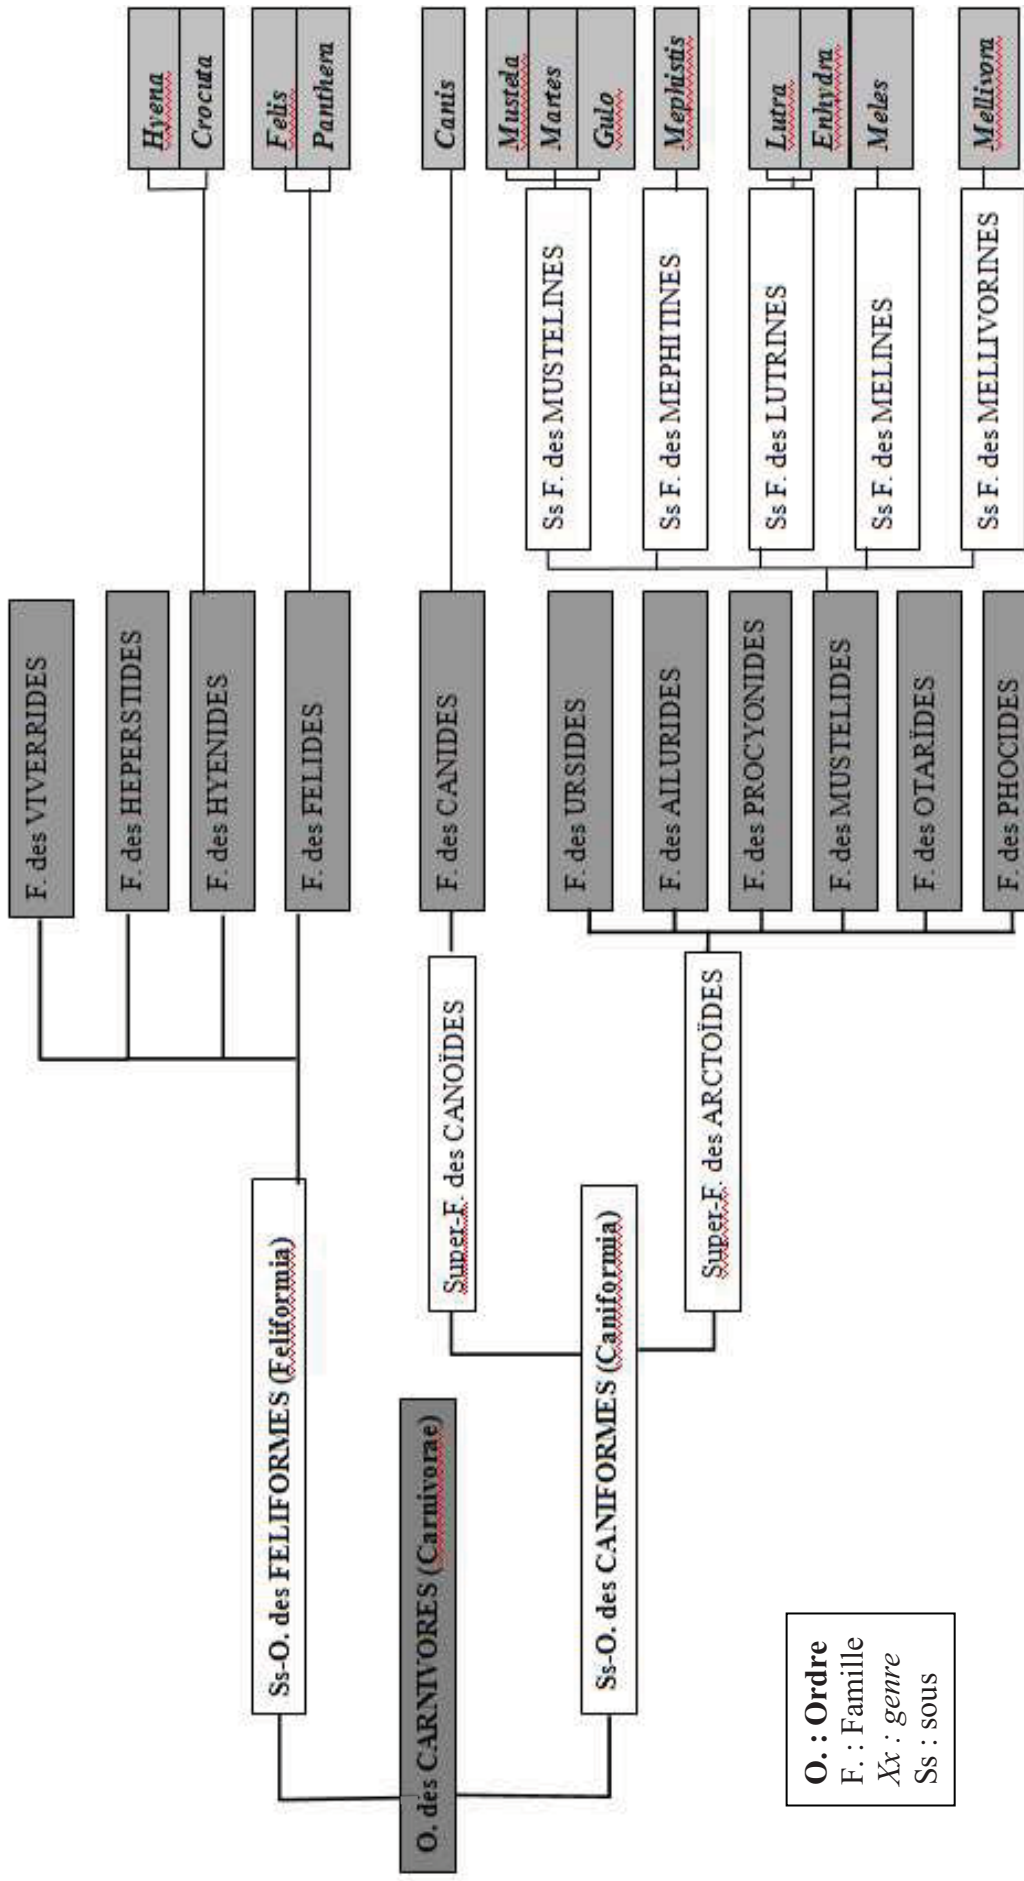 O. des CARNIVORES (Carnivorae)
Ss-O. des FELIFORMES (Feliformia)
Ss-O. des CANIFORMES (Caniformia)
Super-F. des CANOÏDES
Super-F. des ARCTOÏDES
F. des VIVERRIDES
F. des HEPERSTIDES
F. des HYENIDES
F. des FELIDES
F. des CANIDES
F. des URSIDES
F. des AILURIDES
F. des PROCYONIDES
F. des MUSTELIDES
F. des OTARÏDES
F. des PHOCIDES
Ss F. des MUSTELINES
Ss F. des MEPHITINES
Ss F. des LUTRINES
Ss F. des MELINES
Ss F. des MELLIVORINES
Hyena
Crocuta
Felis
Panthera
Canis
Mustela
Martes
Gulo
Mephistis
Lutra
Enhydra
Meles
Mellivora
O. : Ordre
F. : Famille
Xx : genre
Ss : sous